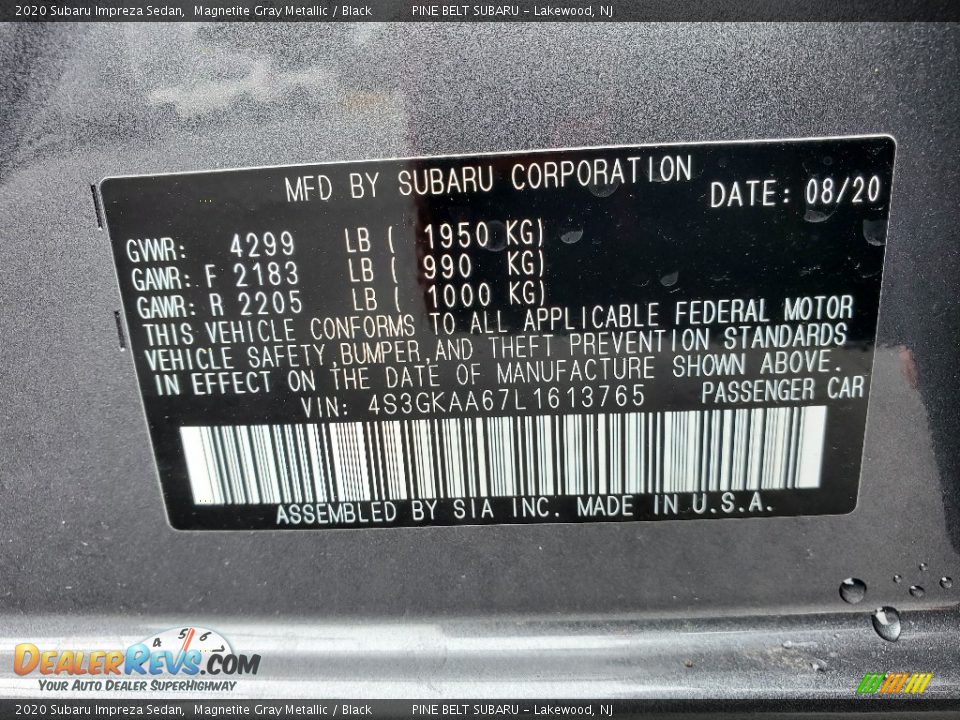 2020 Subaru Impreza Sedan, Magnetite Gray Metallic / Black PINE BELT SUBARU - Lakewood, NJ
MFD BY SUBARU CORPORATION DATE: 08/20
GVWR: 4299 LB ( 1950 KG)
GAWR: F 2183 LB ( 990 KG)
GAWR: R 2205 LB ( 1000 KG)
THIS VEHICLE CONFORMS TO ALL APPLICABLE FEDERAL MOTOR
VEHICLE SAFETY,BUMPER,AND THEFT PREVENTION STANDARDS
IN EFFECT ON THE DATE OF MANUFACTURE SHOWN ABOVE.
VIN: 4S3GKAA67L1613765 PASSENGER CAR
ASSEMBLED BY SIA INC. MADE IN U.S.A.
4 5 6 7
DEALERREVS.COM
YOUR AUTO DEALER SUPERHIGHWAY
2020 Subaru Impreza Sedan, Magnetite Gray Metallic / Black PINE BELT SUBARU - Lakewood, NJ